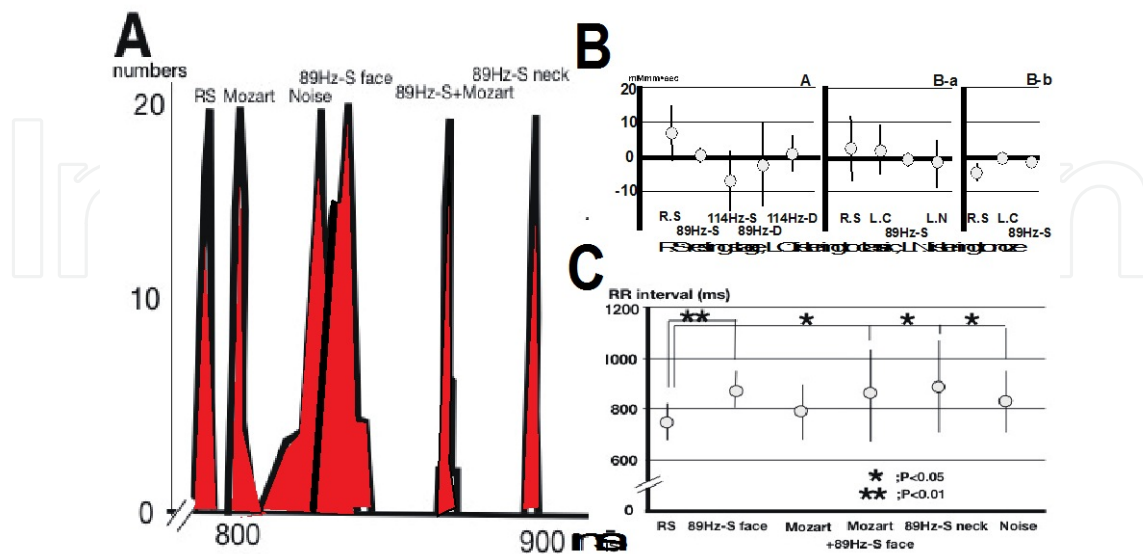 A
numbers
RS Mozart Noise 89Hz-S face 89Hz-S+Mozart 89Hz-S neck
20
10
0
800 900
B
A B-a B-b
20
10
0
-10
R.S 89Hz-S 114Hz-S 89Hz-D 114Hz-D R.S L.C 89Hz-S L.N R.S L.C 89Hz-S
C
RR interval (ms)
1200
1000
800
600
0
** * * *
* ;P<0.05
** ;P<0.01
RS 89Hz-S face Mozart Mozart 89Hz-S neck Noise
+89Hz-S face